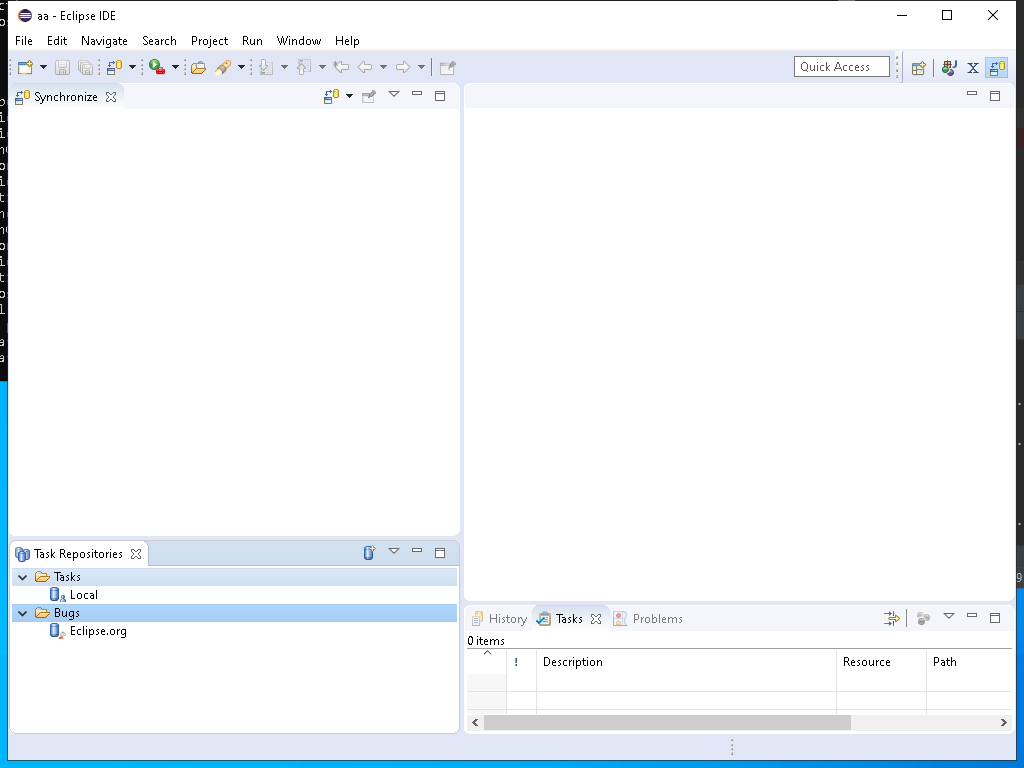 aa - Eclipse IDE
File Edit Navigate Search Project Run Window Help
Quick Access
Synchronize
Task Repositories
Tasks
Local
Bugs
Eclipse.org
History Tasks Problems
0 items
! Description Resource Path